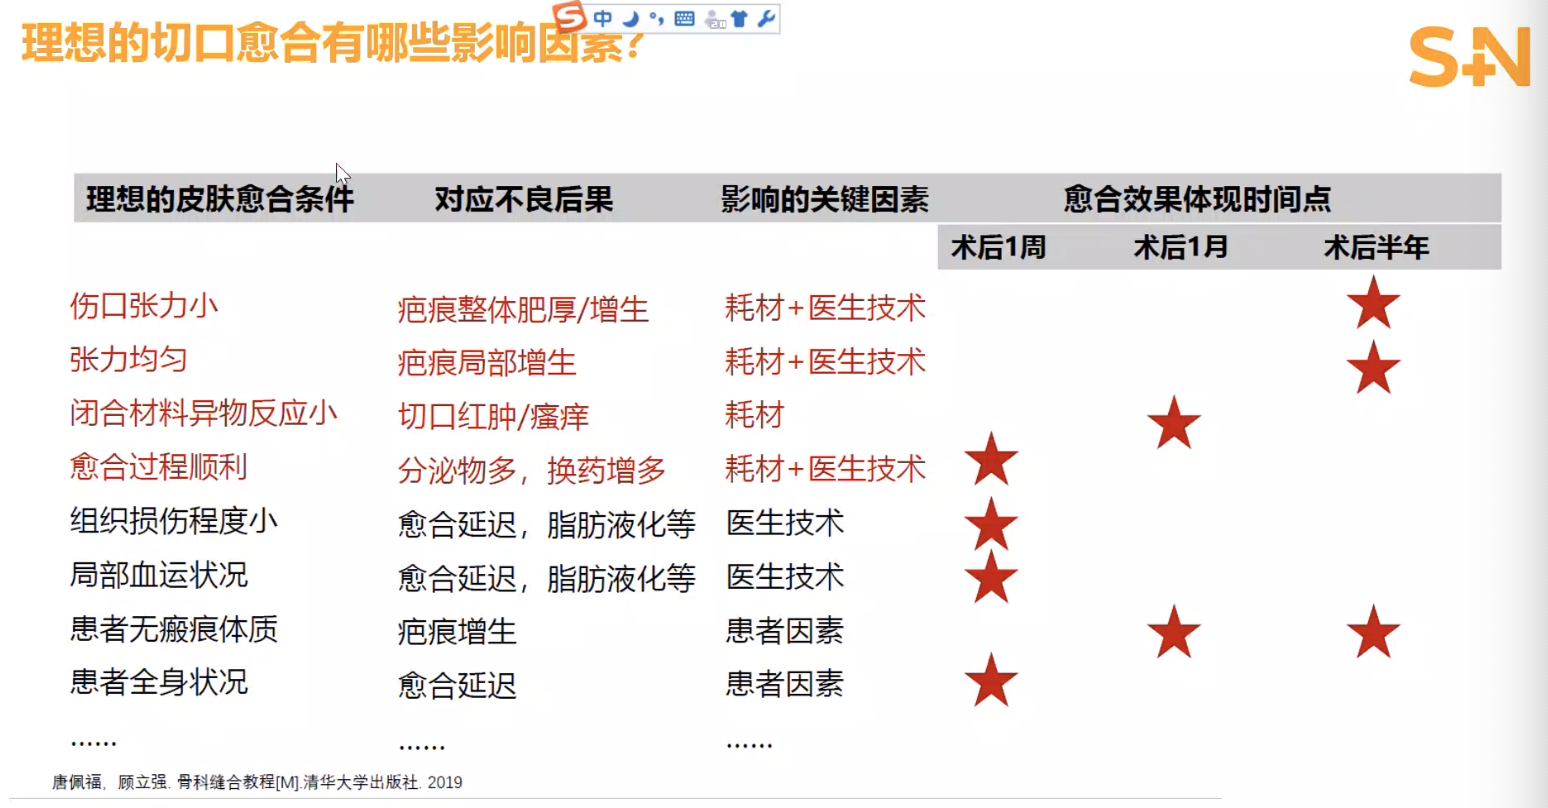 理想的切口愈合有哪些影响因素？
中
S+N
理想的皮肤愈合条件 对应不良后果 影响的关键因素 愈合效果体现时间点
术后1周 术后1月 术后半年
伤口张力小 疤痕整体肥厚/增生 耗材+医生技术
张力均匀 疤痕局部增生 耗材+医生技术
闭合材料异物反应小 切口红肿/瘙痒 耗材
愈合过程顺利 分泌物多，换药增多 耗材+医生技术
组织损伤程度小 愈合延迟，脂肪液化等 医生技术
局部血运状况 愈合延迟，脂肪液化等 医生技术
患者无瘢痕体质 疤痕增生 患者因素
患者全身状况 愈合延迟 患者因素
…… …… ……
唐佩福，顾立强. 骨科缝合教程[M].清华大学出版社. 2019